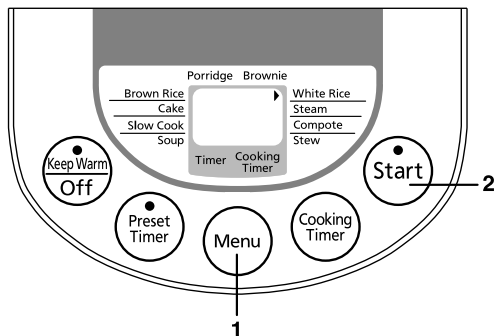 Porridge Brownie
Brown Rice
Cake
Slow Cook
Soup
White Rice
Steam
Compote
Stew
Timer
Cooking
Timer
Keep Warm
Off
Preset
Timer
Menu
Cooking
Timer
Start
1
2